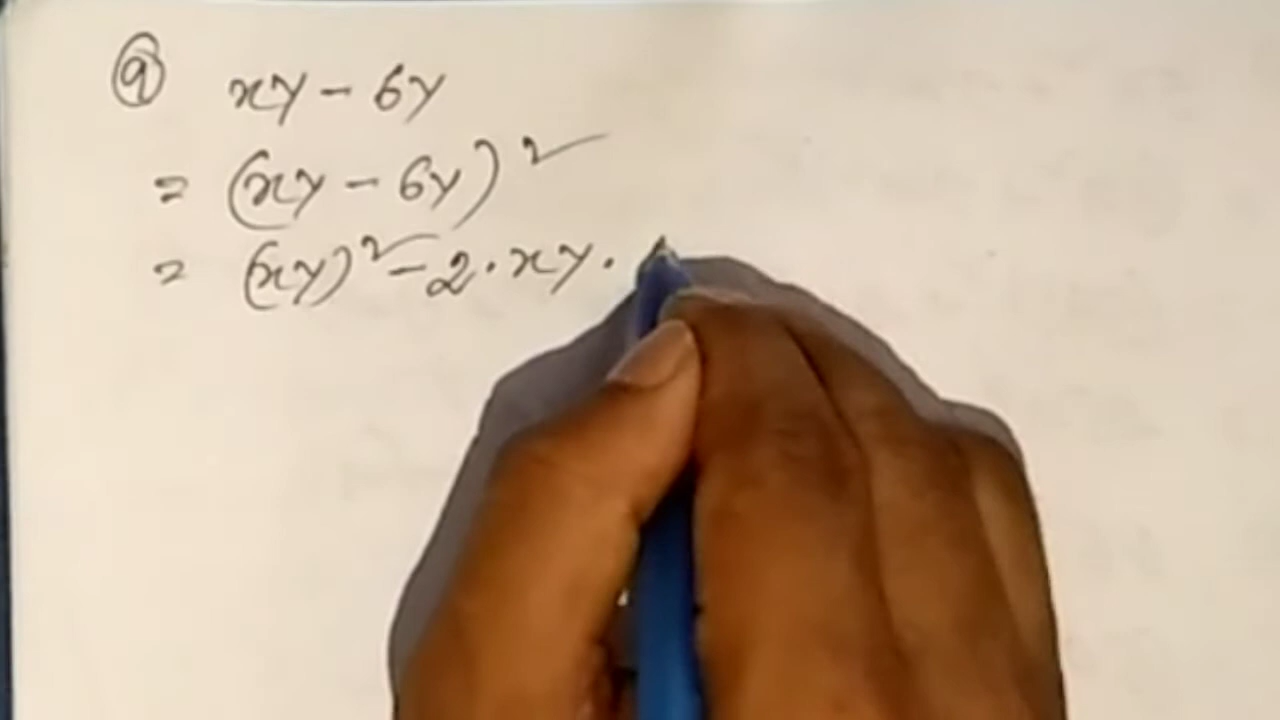 ⑨ xy - 6y
= (xy - 6y)²
= (xy)² - 2·xy·